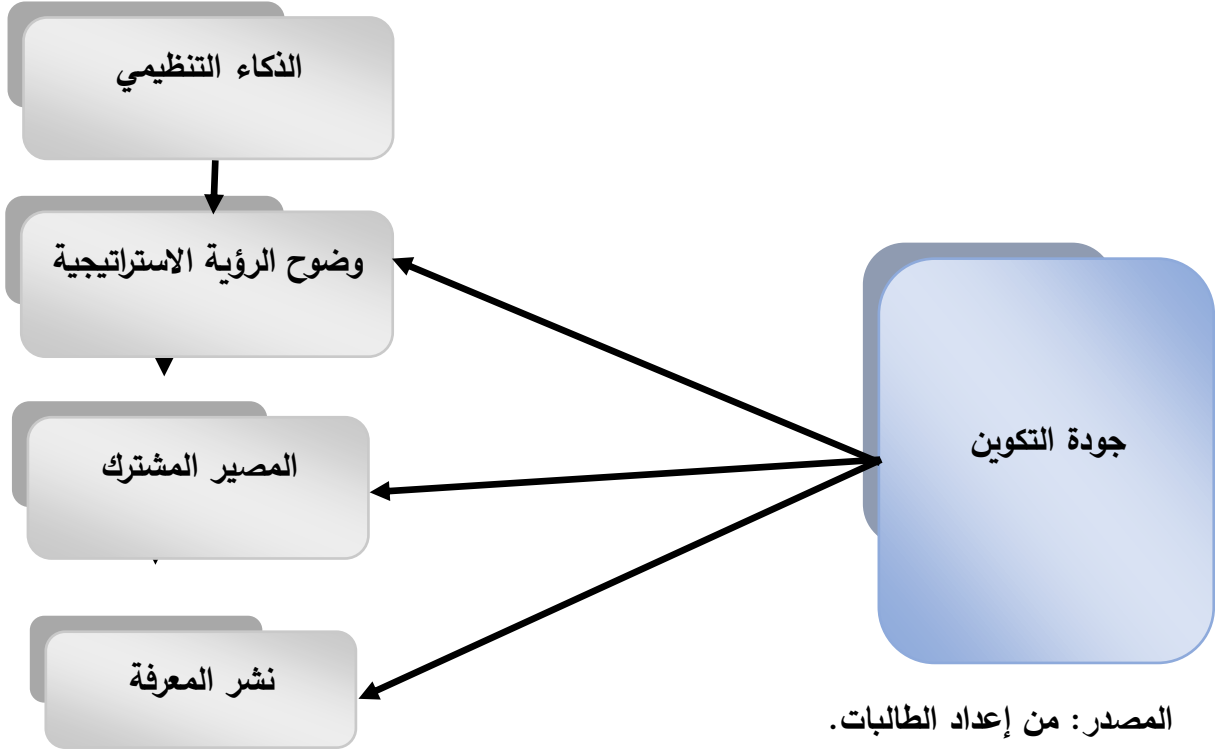 الذكاء التنظيمي
وضوح الرؤية الاستراتيجية
جودة التكوين
المصير المشترك
نشر المعرفة
المصدر: من إعداد الطالبات.